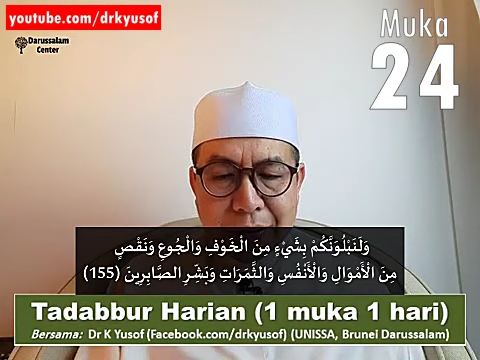 youtube.com/drkyusof
Darussalam
Center
Muka
24
وَلَنَبْلُوَنَّكُمْ بِشَيْءٍ مِنَ الْخَوْفِ وَالْجُوعِ وَنَقْصٍ
مِنَ الْأَمْوَالِ وَالْأَنْفُسِ وَالثَّمَرَاتِ وَبَشِّرِ الصَّابِرِينَ (155)
Tadabbur Harian (1 muka 1 hari)
Bersama: Dr K Yusof (Facebook.com/drkyusof) (UNISSA, Brunei Darussalam)